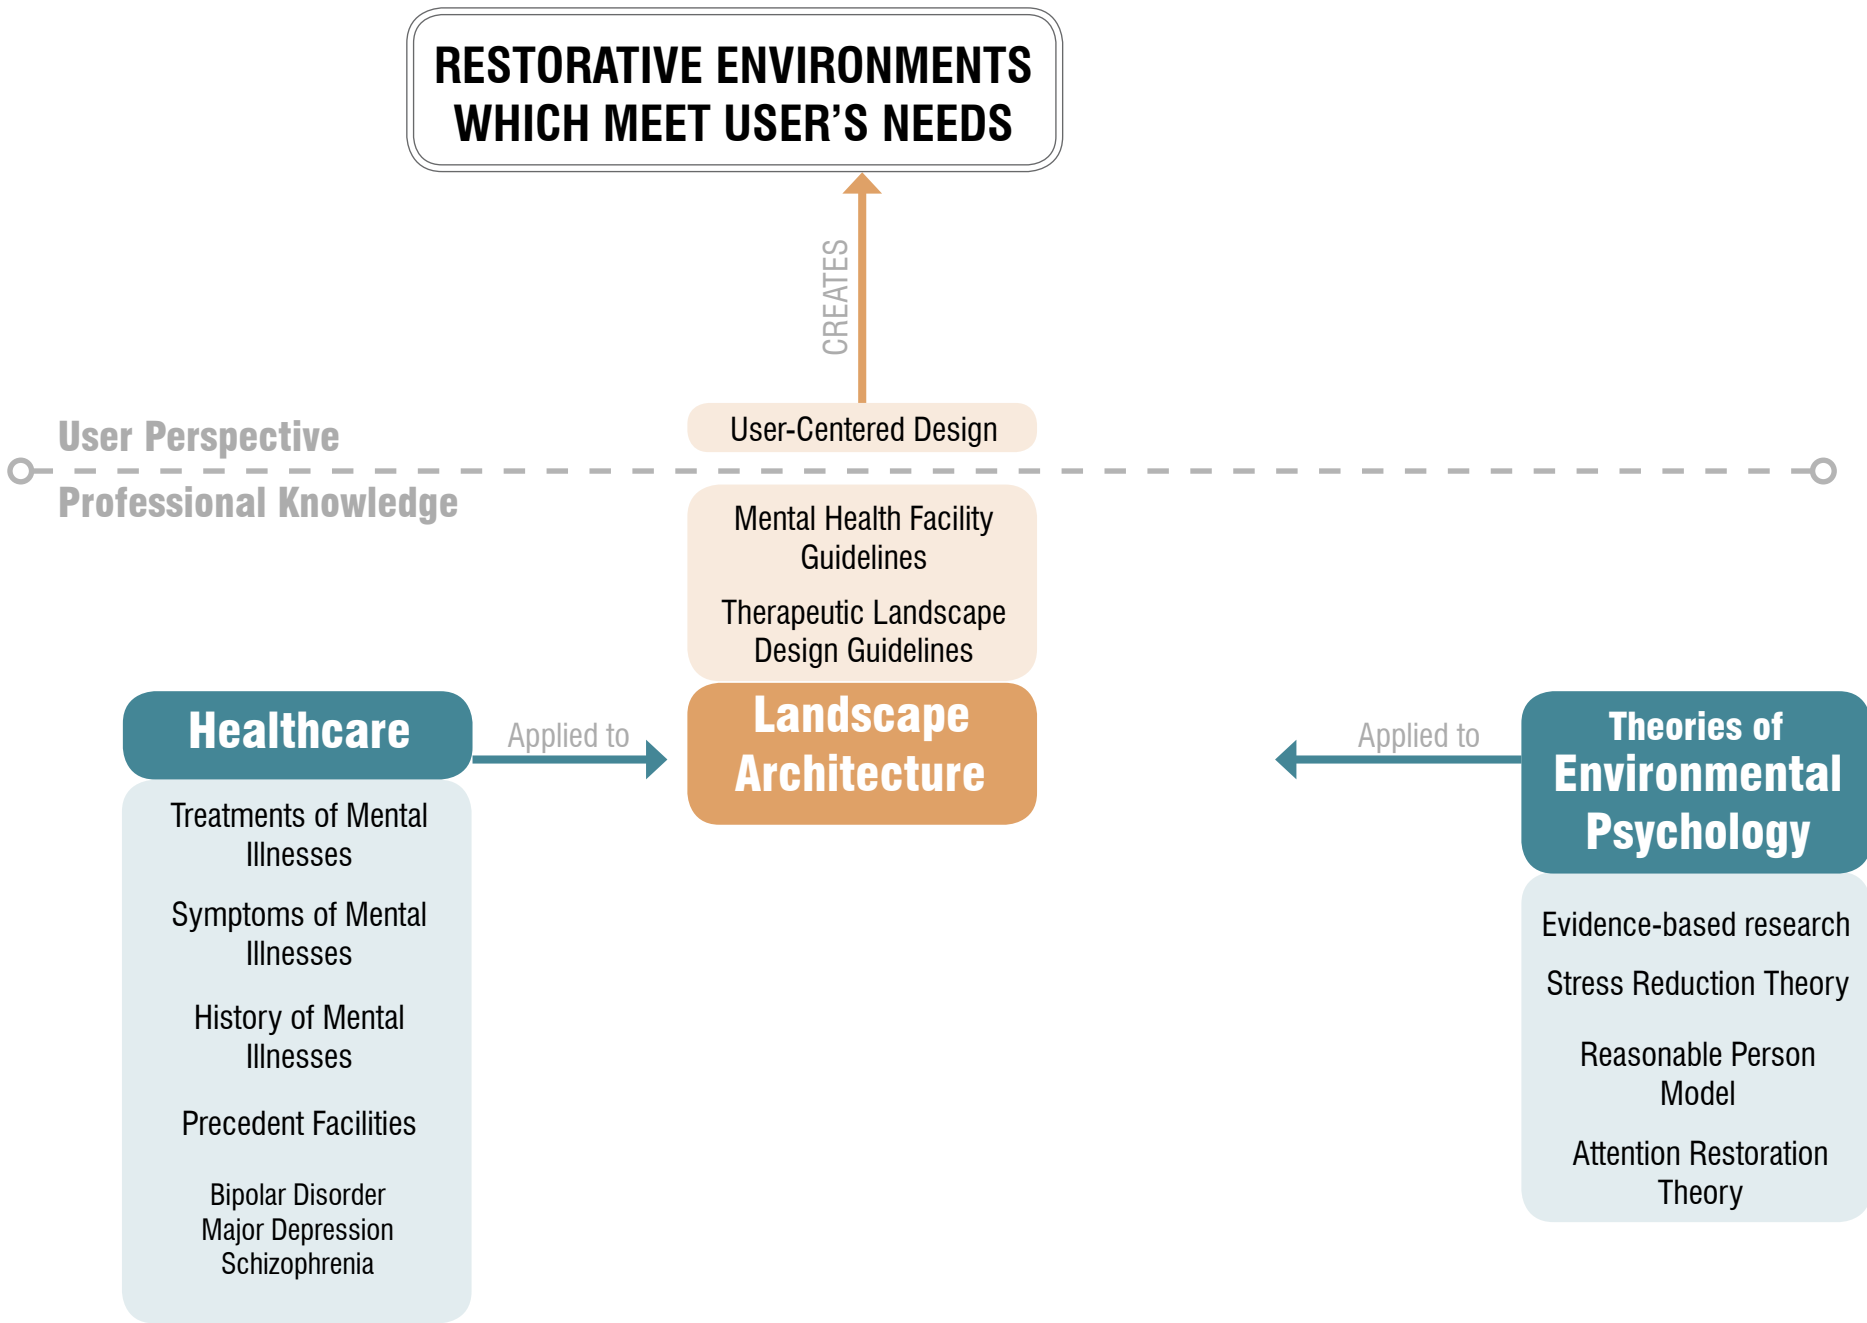 RESTORATIVE ENVIRONMENTS
WHICH MEET USER’S NEEDS
CREATES
User Perspective
User-Centered Design
Professional Knowledge
Mental Health Facility
Guidelines
Therapeutic Landscape
Design Guidelines
Healthcare
Applied to
Landscape
Architecture
Applied to
Theories of
Environmental
Psychology
Treatments of Mental
Illnesses
Symptoms of Mental
Illnesses
History of Mental
Illnesses
Precedent Facilities
Bipolar Disorder
Major Depression
Schizophrenia
Evidence-based research
Stress Reduction Theory
Reasonable Person
Model
Attention Restoration
Theory